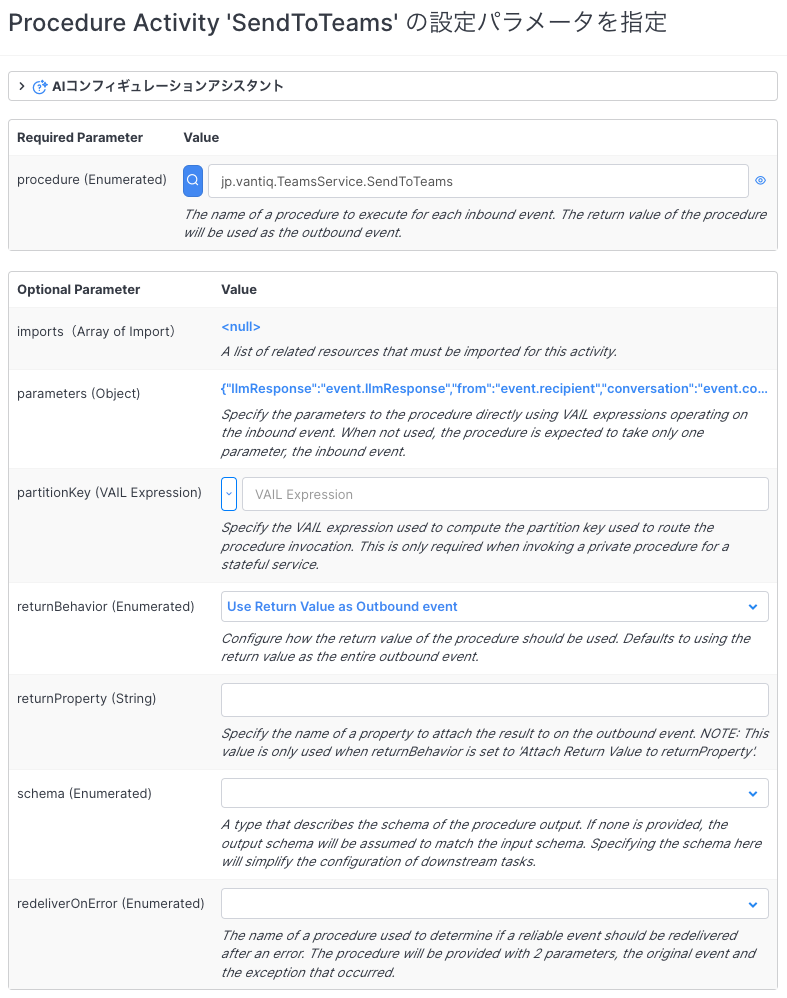 Procedure Activity 'SendToTeams' の設定パラメータを指定
AIコンフィギュレーションアシスタント
Required Parameter Value
procedure (Enumerated) jp.vantiq.TeamsService.SendToTeams
The name of a procedure to execute for each inbound event. The return value of the procedure
will be used as the outbound event.
Optional Parameter Value
imports（Array of Import） <null>
A list of related resources that must be imported for this activity.
parameters (Object) {"llmResponse":"event.llmResponse","from":"event.recipient","conversation":"event.co...
Specify the parameters to the procedure directly using VAIL expressions operating on
the inbound event. When not used, the procedure is expected to take only one
parameter, the inbound event.
partitionKey (VAIL Expression) VAIL Expression
Specify the VAIL expression used to compute the partition key used to route the
procedure invocation. This is only required when invoking a private procedure for a
stateful service.
returnBehavior (Enumerated) Use Return Value as Outbound event
Configure how the return value of the procedure should be used. Defaults to using the
return value as the entire outbound event.
returnProperty (String)
Specify the name of a property to attach the result to on the outbound event. NOTE: This
value is only used when returnBehavior is set to 'Attach Return Value to returnProperty'.
schema (Enumerated)
A type that describes the schema of the procedure output. If none is provided, the
output schema will be assumed to match the input schema. Specifying the schema here
will simplify the configuration of downstream tasks.
redeliverOnError (Enumerated)
The name of a procedure used to determine if a reliable event should be redelivered
after an error. The procedure will be provided with 2 parameters, the original event and
the exception that occurred.